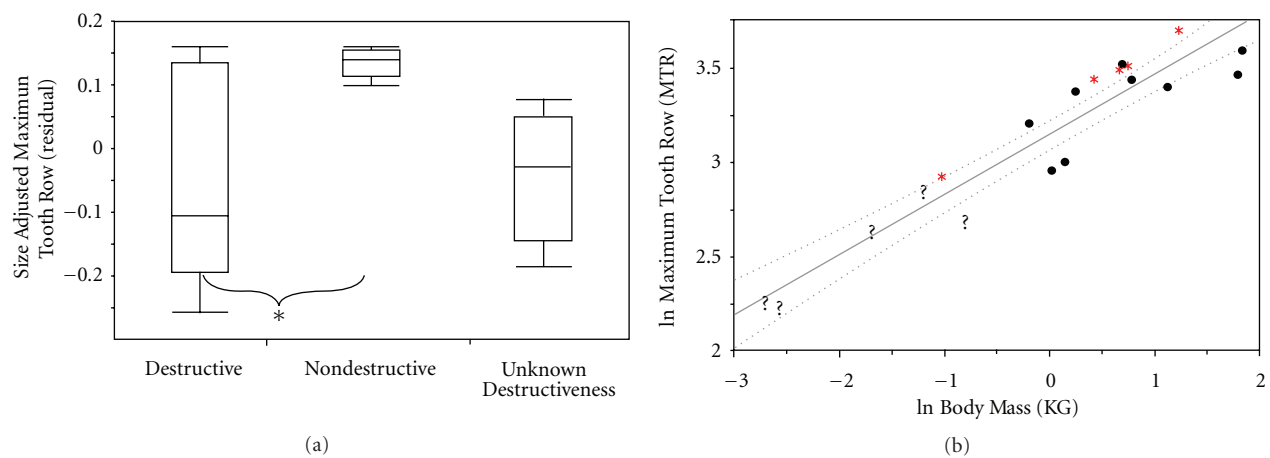 Size Adjusted Maximun
Tooth Row (residual)
0.2
0.1
0
−0.1
−0.2
*
Destructive
Nondestructive
Unknown
Destructiveness
(a)
ln Maximum Tooth Row (MTR)
3.5
3
2.5
2
* * * * *
? ? ? ? ?
−3 −2 −1 0 1 2
ln Body Mass (KG)
(b)